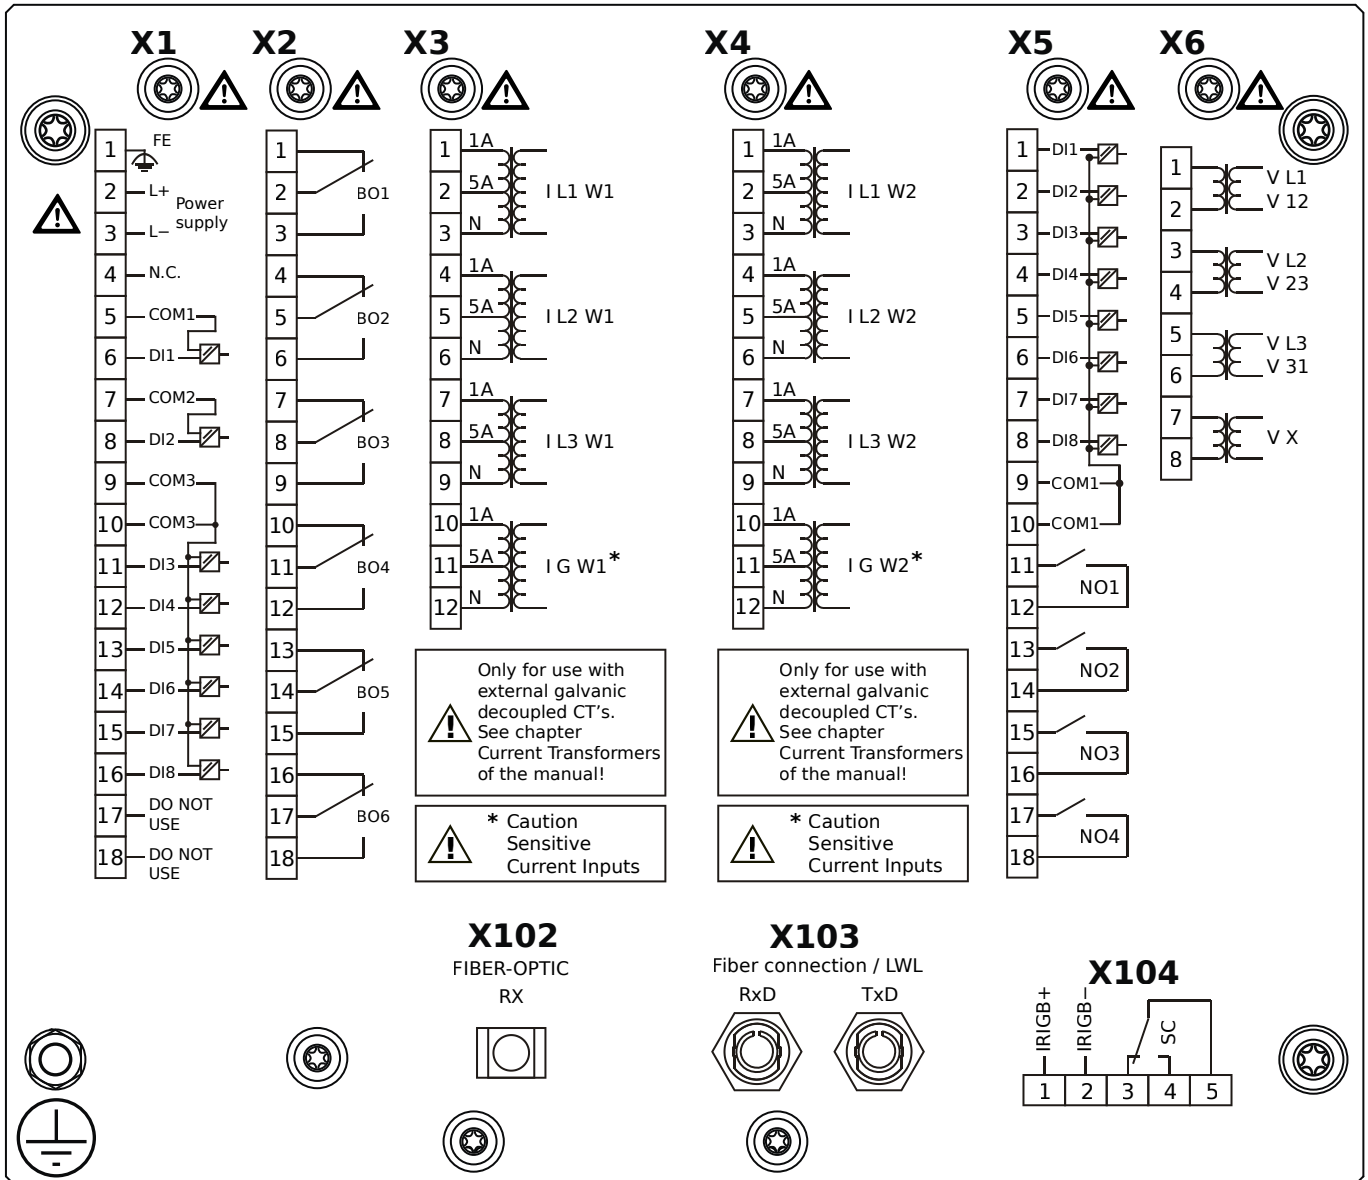 X1 X2 X3 X4 X5 X6
1 FE
2 L+
Power
supply
3 L−
4 N.C.
5 COM1
6 DI1
7 COM2
8 DI2
9 COM3
10 COM3
11 DI3
12 DI4
13 DI5
14 DI6
15 DI7
16 DI8
17 DO NOT
USE
18 DO NOT
USE
1
2 BO1
3
4
5 BO2
6
7
8 BO3
9
10
11 BO4
12
13
14 BO5
15
16
17 BO6
18
1 1A
2 5A I L1 W1
3 N
4 1A
5 5A I L2 W1
6 N
7 1A
8 5A I L3 W1
9 N
10 1A
11 5A I G W1*
12 N
Only for use with
external galvanic
decoupled CT’s.
See chapter
Current Transformers
of the manual!
* Caution
Sensitive
Current Inputs
1 1A
2 5A I L1 W2
3 N
4 1A
5 5A I L2 W2
6 N
7 1A
8 5A I L3 W2
9 N
10 1A
11 5A I G W2*
12 N
Only for use with
external galvanic
decoupled CT’s.
See chapter
Current Transformers
of the manual!
* Caution
Sensitive
Current Inputs
1 DI1
2 DI2
3 DI3
4 DI4
5 DI5
6 DI6
7 DI7
8 DI8
9 COM1
10 COM1
11
NO1
12
13
NO2
14
15
NO3
16
17
NO4
18
1 V L1
2 V 12
3 V L2
4 V 23
5 V L3
6 V 31
7
V X
8
X102
FIBER-OPTIC
RX
X103
Fiber connection / LWL
RxD TxD
X104
IRIGB+
IRIGB−
SC
1 2 3 4 5